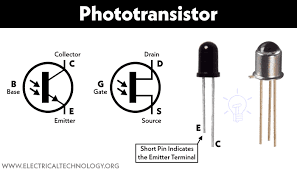 Phototransistor
Collector
C
B
Base
E
Emitter
Drain
D
G
Gate
S
Source
E
C
Short Pin Indicates
the Emitter Terminal
WWW.ELECTRICALTECHNOLOGY.ORG